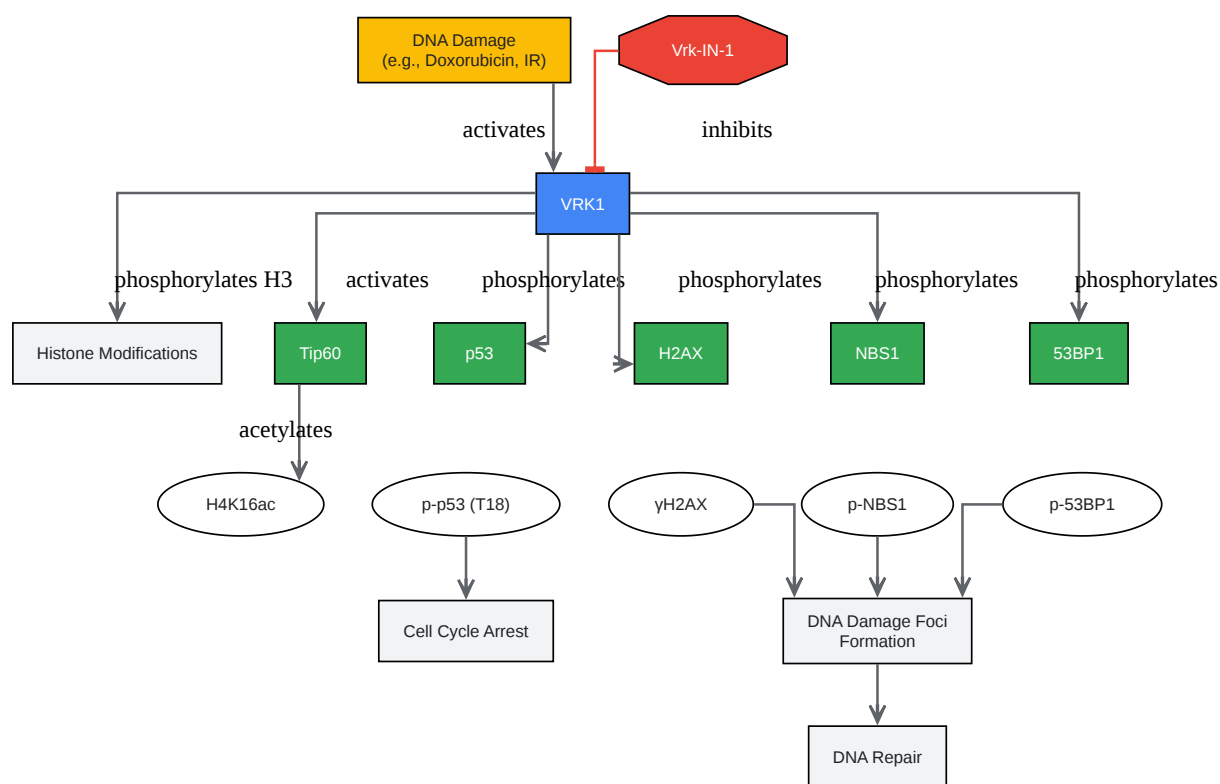 DNA Damage
(e.g., Doxorubicin, IR)
Vrk-IN-1
activates
inhibits
VRK1
phosphorylates H3
activates
phosphorylates
phosphorylates
phosphorylates
phosphorylates
Histone Modifications
Tip60
p53
H2AX
NBS1
53BP1
acetylates
H4K16ac
p-p53 (T18)
γH2AX
p-NBS1
p-53BP1
Cell Cycle Arrest
DNA Damage Foci
Formation
DNA Repair